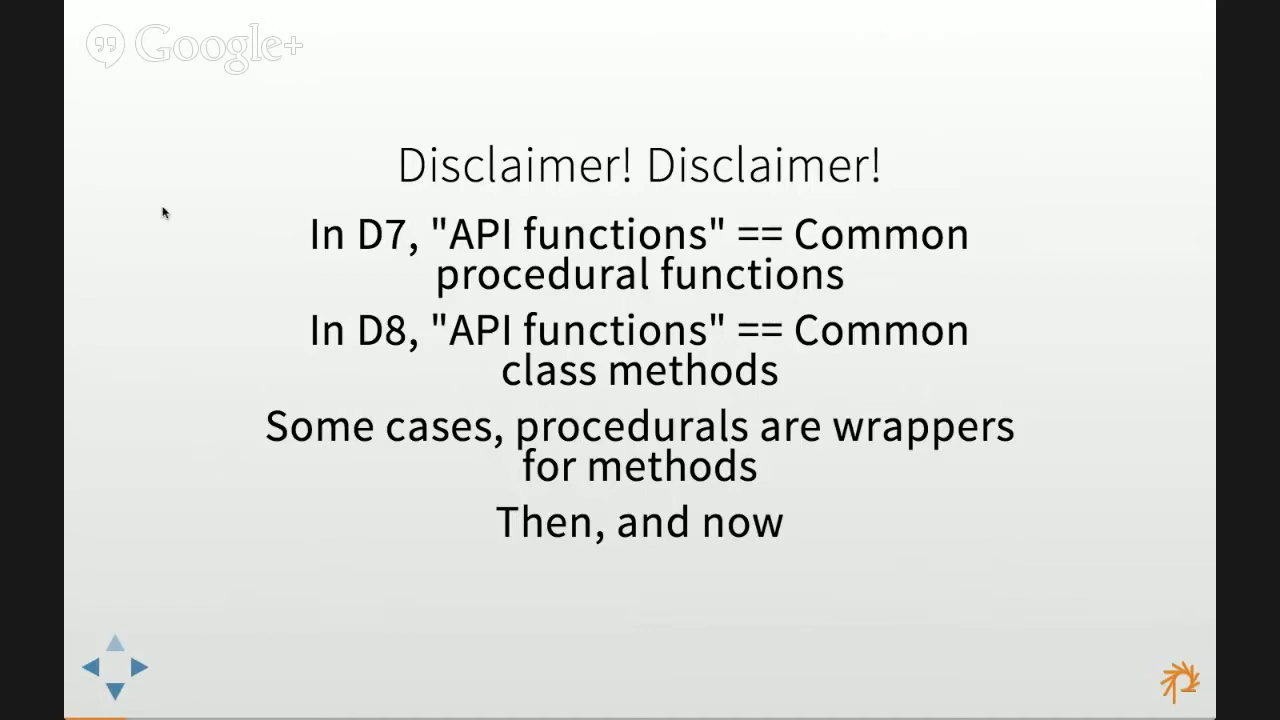 Google+
Disclaimer! Disclaimer!
In D7, "API functions" == Common
procedural functions
In D8, "API functions" == Common
class methods
Some cases, procedurals are wrappers
for methods
Then, and now